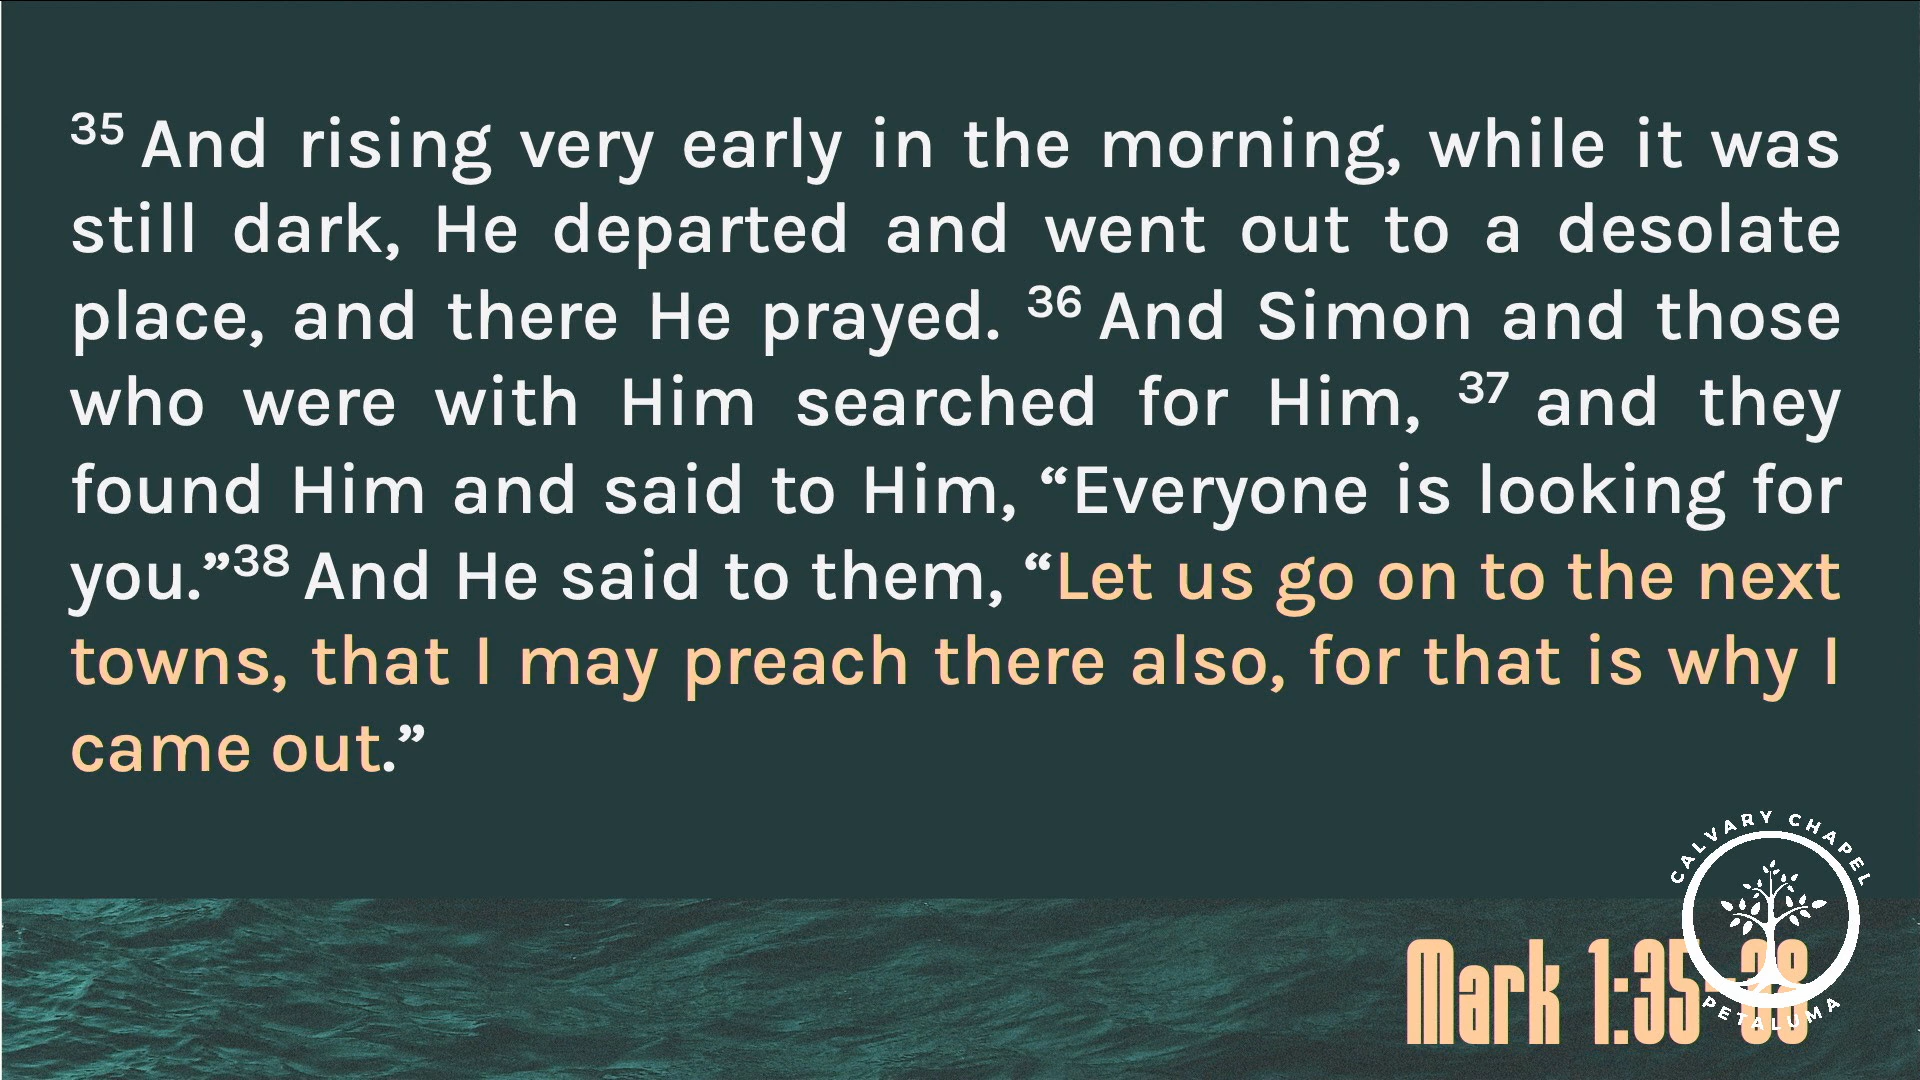 35 And rising very early in the morning, while it was
still dark, He departed and went out to a desolate
place, and there He prayed. 36 And Simon and those
who were with Him searched for Him, 37 and they
found Him and said to Him, “Everyone is looking for
you.”38 And He said to them, “Let us go on to the next
towns, that I may preach there also, for that is why I
came out.”
CALVARY CHAPEL
Mark 1:35-38
PETALUMA